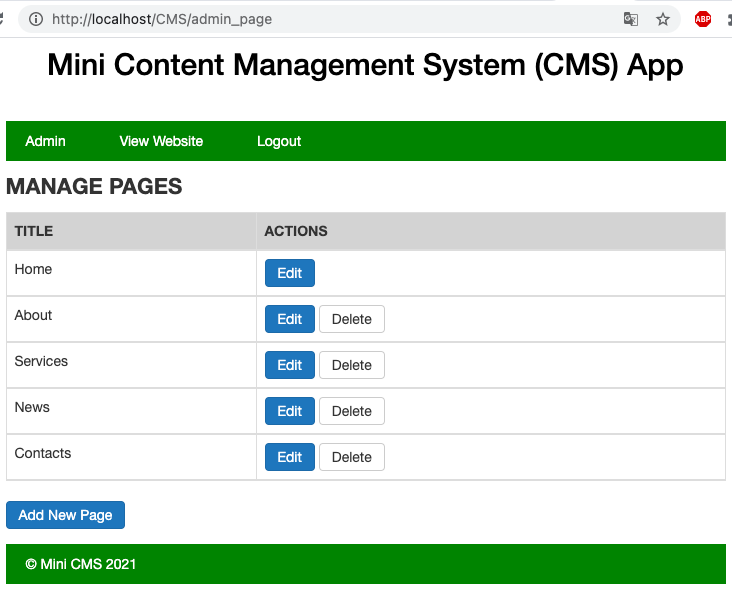 http://localhost/CMS/admin_page
ABP
Mini Content Management System (CMS) App
Admin View Website Logout
MANAGE PAGES
TITLE ACTIONS
Home Edit
About Edit Delete
Services Edit Delete
News Edit Delete
Contacts Edit Delete
Add New Page
© Mini CMS 2021